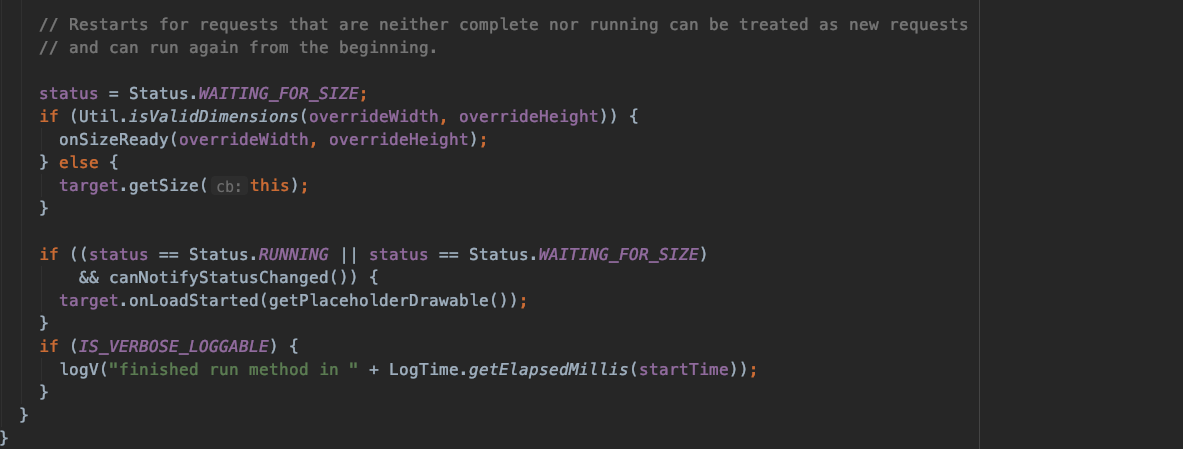 // Restarts for requests that are neither complete nor running can be treated as new requests
// and can run again from the beginning.
status = Status.WAITING_FOR_SIZE;
if (Util.isValidDimensions(overrideWidth, overrideHeight)) {
onSizeReady(overrideWidth, overrideHeight);
} else {
target.getSize( cb: this);
}
if ((status == Status.RUNNING || status == Status.WAITING_FOR_SIZE)
&& canNotifyStatusChanged()) {
target.onLoadStarted(getPlaceholderDrawable());
}
if (IS_VERBOSE_LOGGABLE) {
logV("finished run method in " + LogTime.getElapsedMillis(startTime));
}
}
}